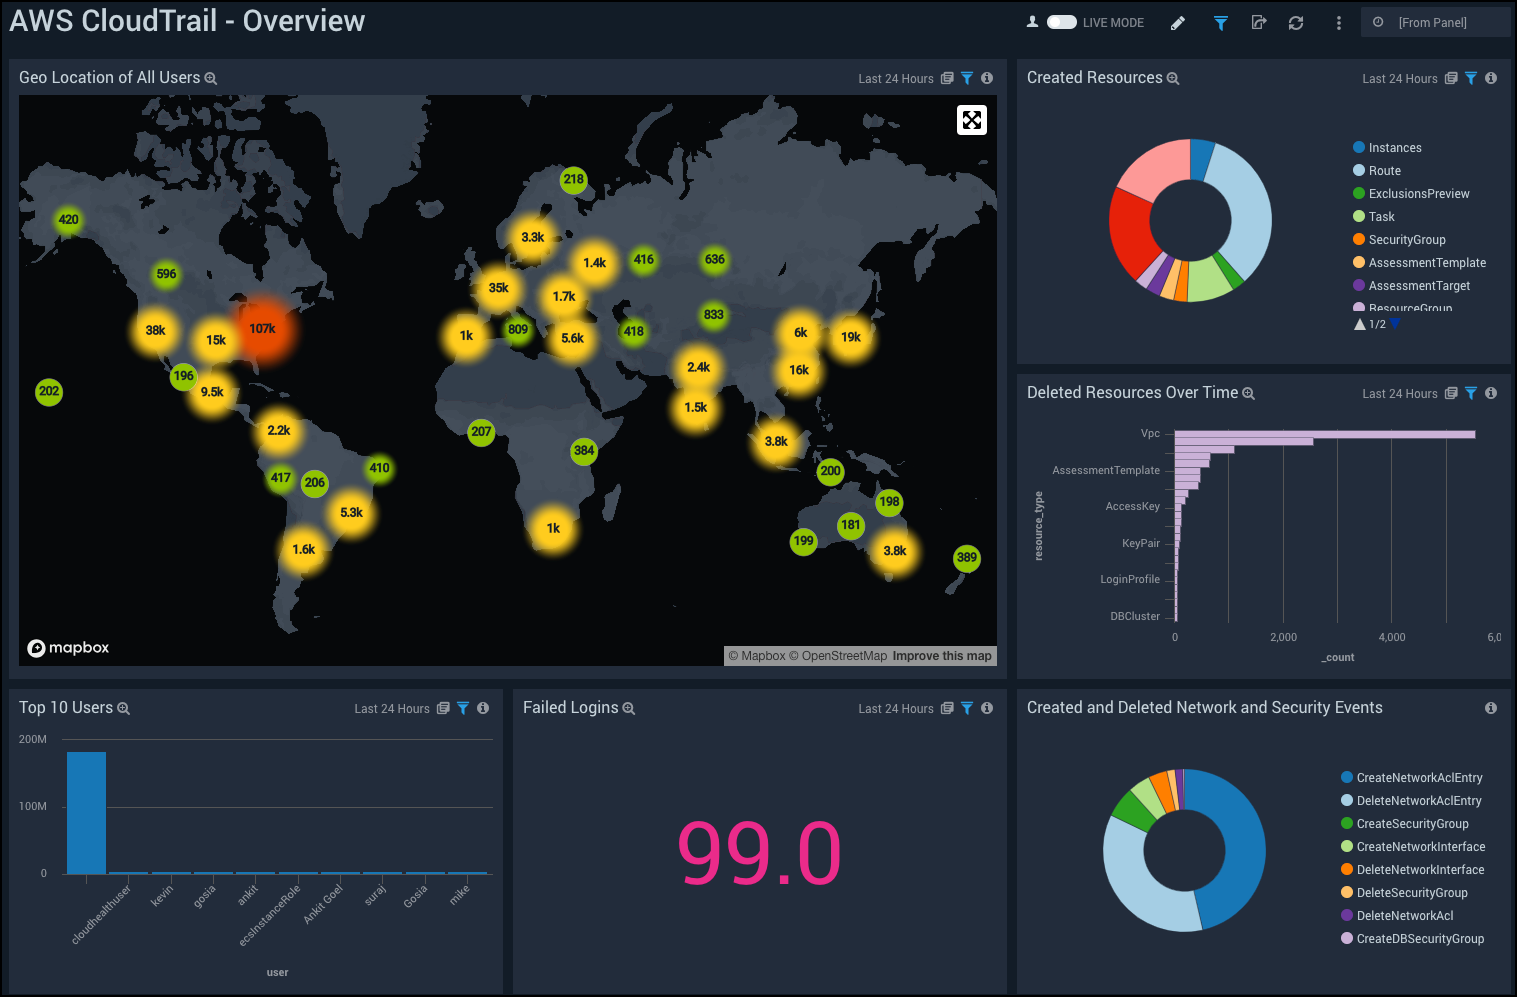 AWS CloudTrail - Overview
LIVE MODE
[From Panel]
Geo Location of All Users
Last 24 Hours
218
420
3.3k
416
636
1.4k
596
35k
1.7k
833
38k
107k
15k
1k
809
5.6k
418
6k
19k
196
9.5k
202
2.4k
16k
1.5k
2.2k
207
384
3.8k
417
206
410
200
5.3k
198
1.6k
1k
181
199
3.8k
389
mapbox
© Mapbox © OpenStreetMap Improve this map
Created Resources
Last 24 Hours
Instances
Route
ExclusionsPreview
Task
SecurityGroup
AssessmentTemplate
AssessmentTarget
ResourceGroup
1/2
Deleted Resources Over Time
Last 24 Hours
resource_type
Vpc
AssessmentTemplate
AccessKey
KeyPair
LoginProfile
DBCluster
0 2,000 4,000 6,0
_count
Top 10 Users
Last 24 Hours
200M
100M
0
cloudhealthuser
kevin
gosia
ankit
ecsInstanceRole
Ankit Goel
suraj
Gosia
mike
user
Failed Logins
Last 24 Hours
99.0
Created and Deleted Network and Security Events
CreateNetworkAclEntry
DeleteNetworkAclEntry
CreateSecurityGroup
CreateNetworkInterface
DeleteNetworkInterface
DeleteSecurityGroup
DeleteNetworkAcl
CreateDBSecurityGroup